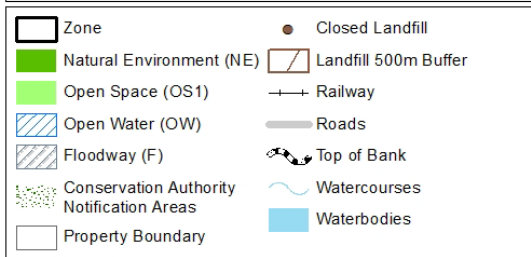 Zone
Natural Environment (NE)
Open Space (OS1)
Open Water (OW)
Floodway (F)
Conservation Authority
Notification Areas
Property Boundary
Closed Landfill
Landfill 500m Buffer
Railway
Roads
Top of Bank
Watercourses
Waterbodies